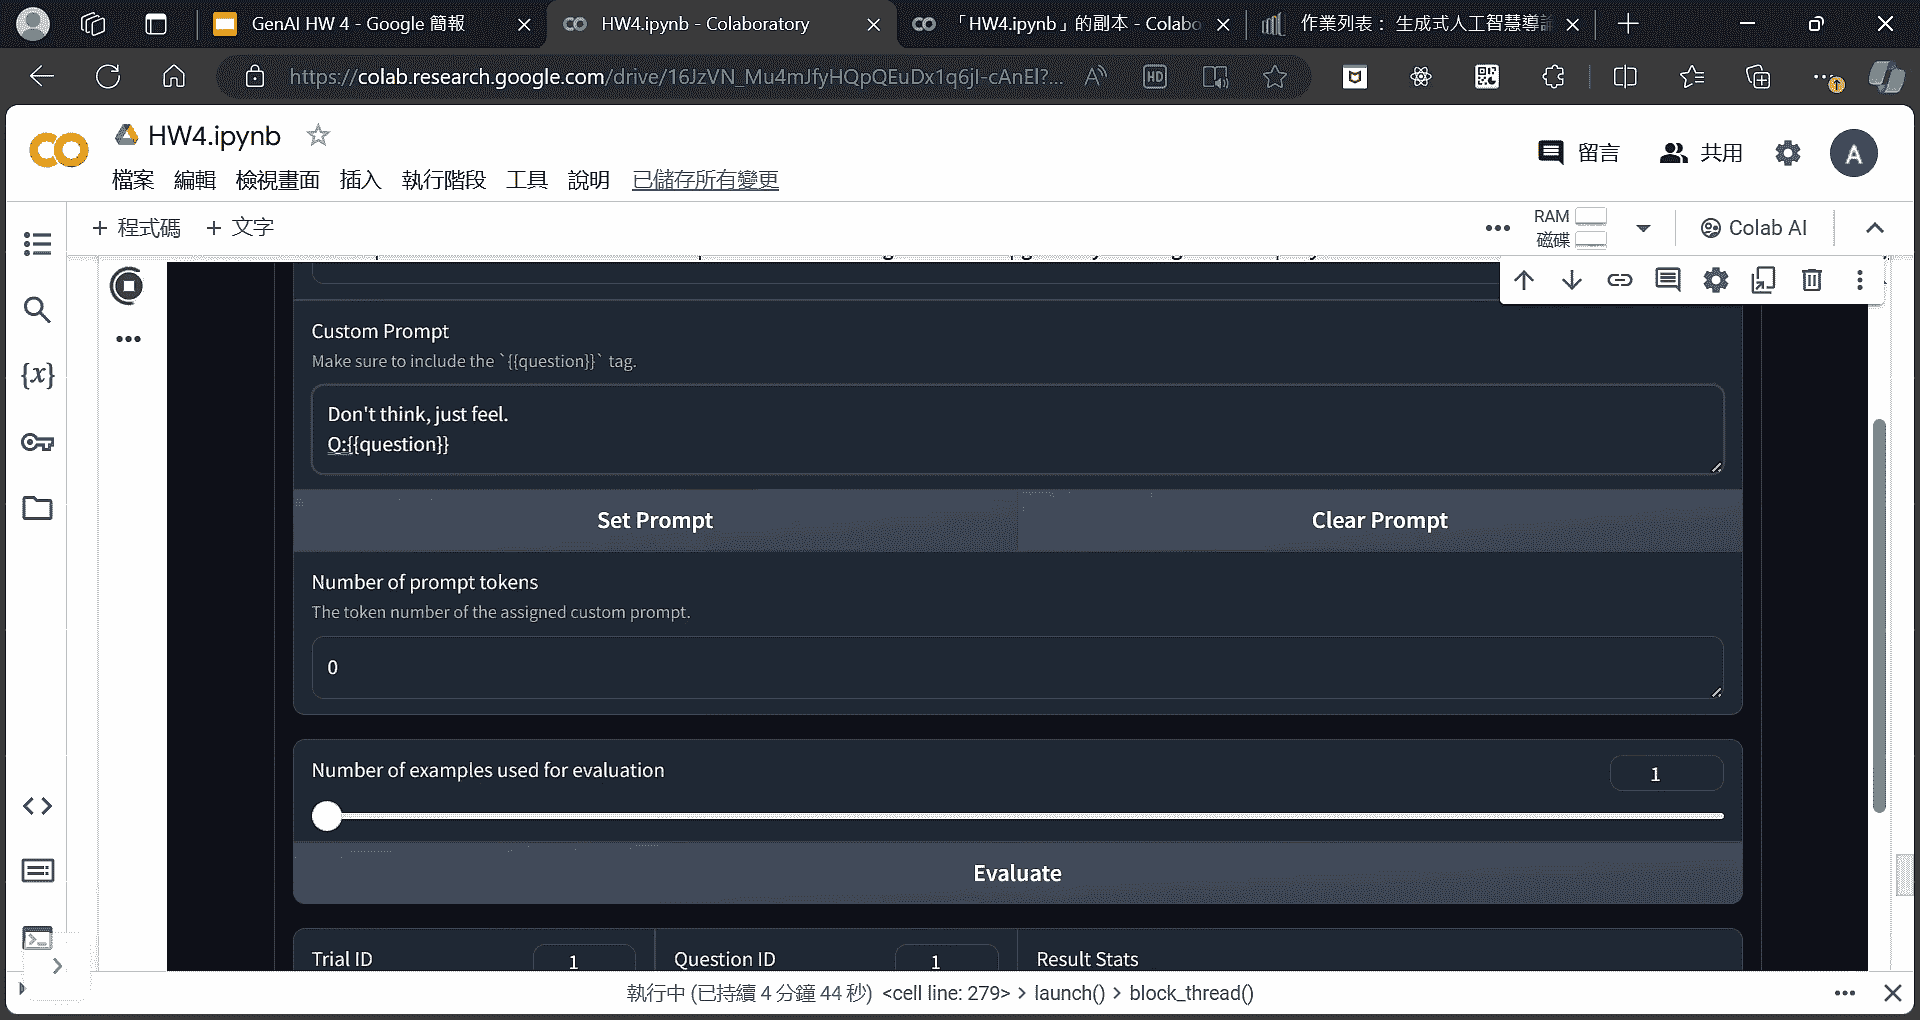 GenAI HW 4 - Google 簡報
HW4.ipynb - Colaboratory
「HW4.ipynb」的副本 - Colabo
作業列表： 生成式人工智慧導論
https://colab.research.google.com/drive/16JzVN_Mu4mJfyHQpQEuDx1q6jI-cAnEl?...
HD
CO
HW4.ipynb
留言
共用
A
檔案 編輯 檢視畫面 插入 執行階段 工具 說明 已儲存所有變更
+ 程式碼 + 文字
RAM
磁碟
Colab AI
{x}
Custom Prompt
Make sure to include the `{{question}}` tag.
Don't think, just feel.
Q:{{question}}
Set Prompt
Clear Prompt
Number of prompt tokens
The token number of the assigned custom prompt.
0
Number of examples used for evaluation
1
Evaluate
Trial ID
1
Question ID
1
Result Stats
執行中 (已持續 4 分鐘 44 秒) <cell line: 279> > launch() > block_thread()